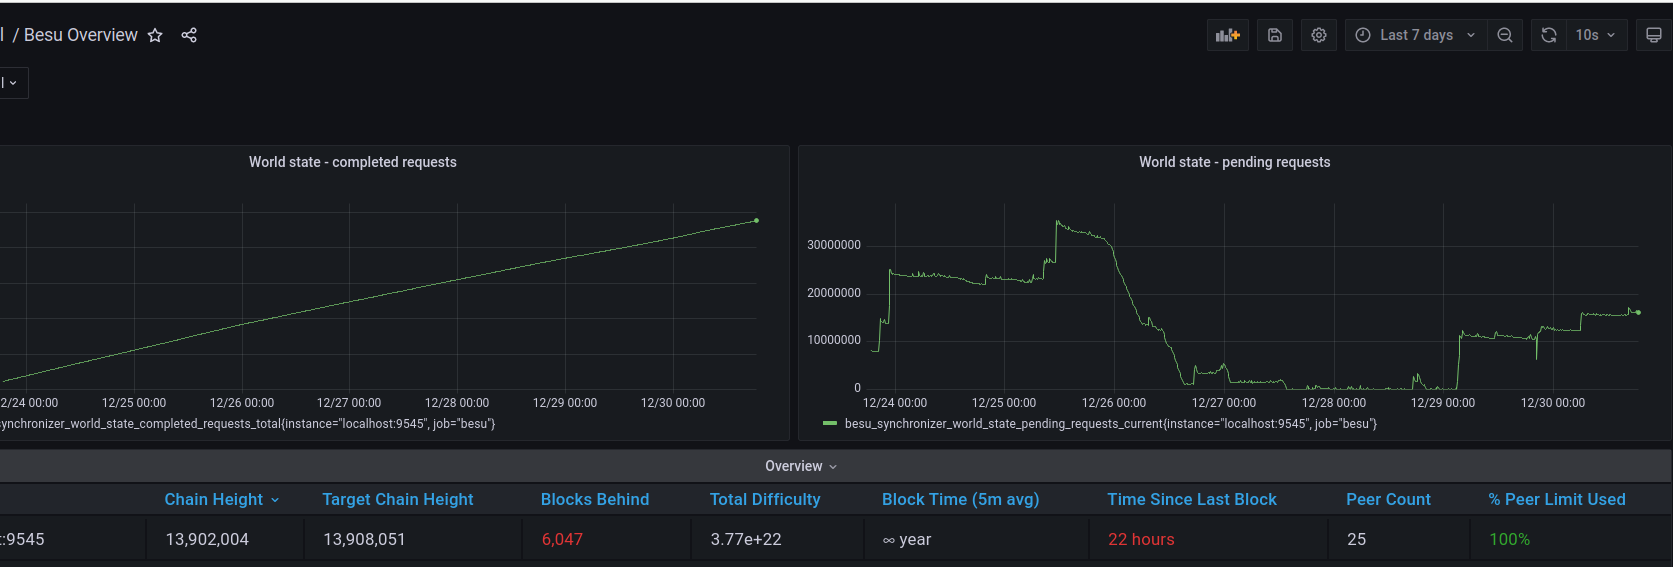 l / Besu Overview
Last 7 days
10s
l
World state - completed requests
2/24 00:00 12/25 00:00 12/26 00:00 12/27 00:00 12/28 00:00 12/29 00:00 12/30 00:00
synchronizer_world_state_completed_requests_total{instance="localhost:9545", job="besu"}
World state - pending requests
30000000
20000000
10000000
0
12/24 00:00 12/25 00:00 12/26 00:00 12/27 00:00 12/28 00:00 12/29 00:00 12/30 00:00
besu_synchronizer_world_state_pending_requests_current{instance="localhost:9545", job="besu"}
Overview
Chain Height Target Chain Height Blocks Behind Total Difficulty Block Time (5m avg) Time Since Last Block Peer Count % Peer Limit Used
:9545 13,902,004 13,908,051 6,047 3.77e+22 ∞ year 22 hours 25 100%